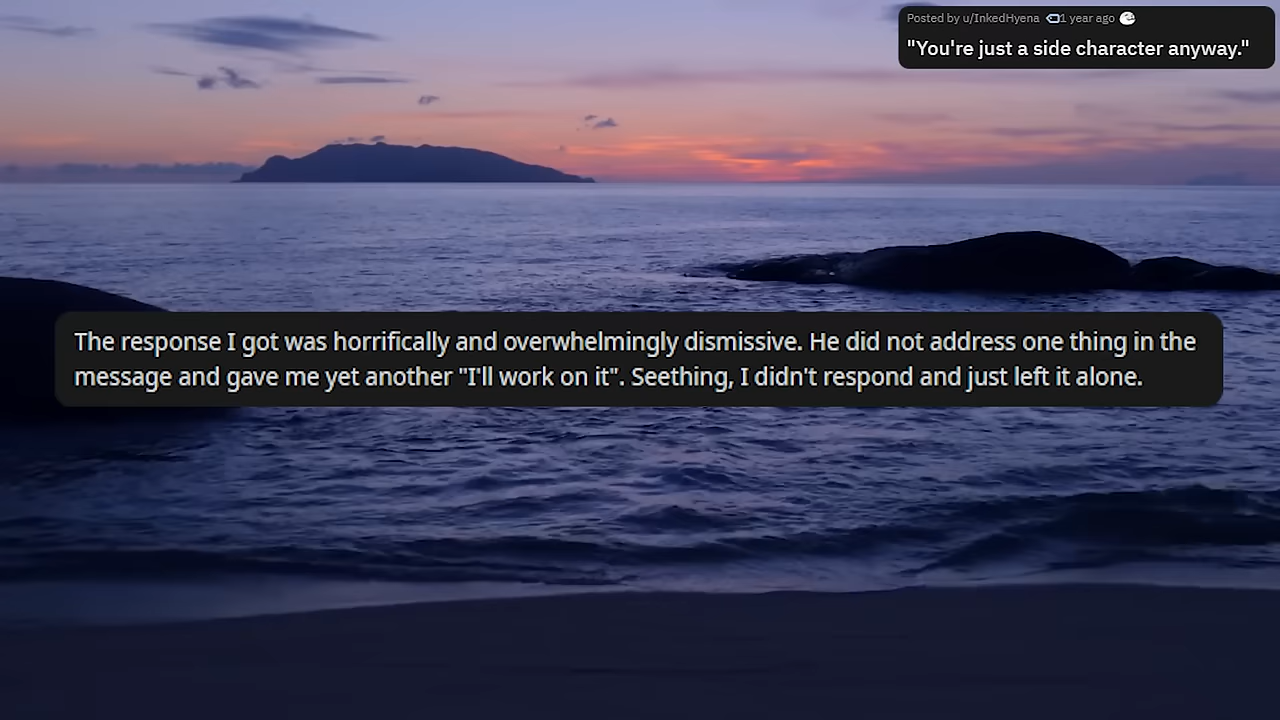 Posted by u/InkedHyena 1 year ago
"You're just a side character anyway."
The response I got was horrifically and overwhelmingly dismissive. He did not address one thing in the
message and gave me yet another "I'll work on it". Seething, I didn't respond and just left it alone.